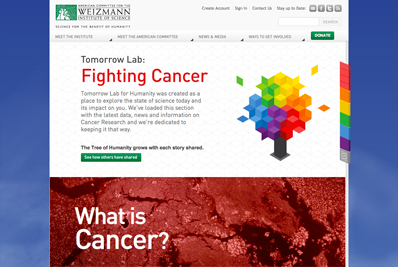 AMERICAN COMMITTEE FOR THE
WEIZMANN
INSTITUTE OF SCIENCE
SCIENCE FOR THE BENEFIT OF HUMANITY
Create Account Sign In Contact Us Stay up to Date:
SEARCH
MEET THE INSTITUTE MEET THE AMERICAN COMMITTEE NEWS & MEDIA WAYS TO GET INVOLVED DONATE
Tomorrow Lab:
Fighting Cancer
Tomorrow Lab for Humanity was created as a
place to explore the state of science today and
its impact on you. We've loaded this section
with the latest data, news and information on
Cancer Research and we're dedicated to
keeping it that way.
The Tree of Humanity grows with each story shared.
See how others have shared
What is
Cancer?